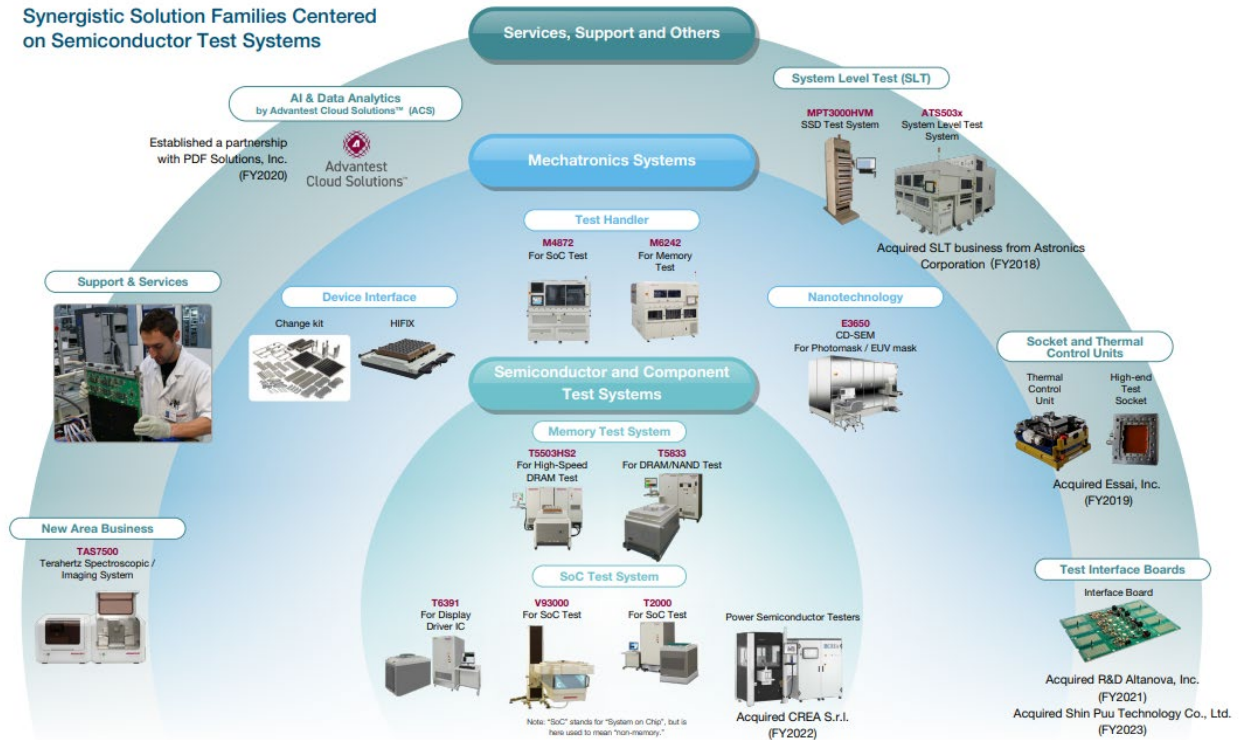 Synergistic Solution Families Centered
on Semiconductor Test Systems
Services, Support and Others
AI & Data Analytics
by Advantest Cloud Solutions™ (ACS)
Established a partnership
with PDF Solutions, Inc.
(FY2020)
Advantest
Cloud Solutions™
System Level Test (SLT)
MPT3000HVM
SSD Test System
ATS503x
System Level Test
System
Acquired SLT business from Astronics
Corporation (FY2018)
Mechatronics Systems
Test Handler
M4872
For SoC Test
M6242
For Memory
Test
Support & Services
Device Interface
Change kit
HIFIX
Nanotechnology
E3650
CD-SEM
For Photomask / EUV mask
Socket and Thermal
Control Units
Thermal
Control
Unit
High-end
Test
Socket
Acquired Essai, Inc.
(FY2019)
Semiconductor and Component
Test Systems
Memory Test System
T5503HS2
For High-Speed
DRAM Test
T5833
For DRAM/NAND Test
New Area Business
TAS7500
Terahertz Spectroscopic /
Imaging System
SoC Test System
T6391
For Display
Driver IC
V93000
For SoC Test
T2000
For SoC Test
Power Semiconductor Testers
Acquired CREA S.r.l.
(FY2022)
Note: "SoC" stands for "System on Chip", but is
here used to mean "non-memory."
Test Interface Boards
Interface Board
Acquired R&D Altanova, Inc.
(FY2021)
Acquired Shin Puu Technology Co., Ltd.
(FY2023)